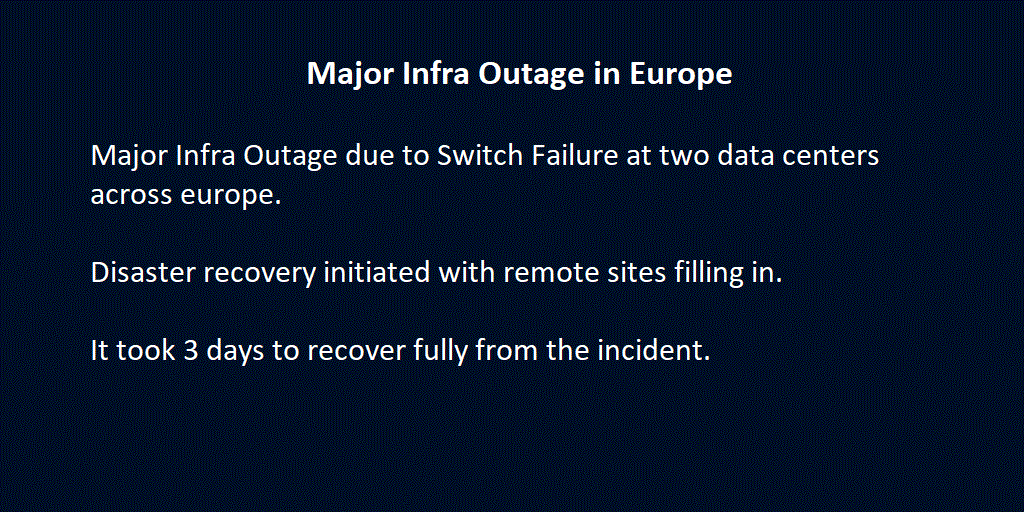 Major Infra Outage in Europe
Major Infra Outage due to Switch Failure at two data centers
across europe.
Disaster recovery initiated with remote sites filling in.
It took 3 days to recover fully from the incident.